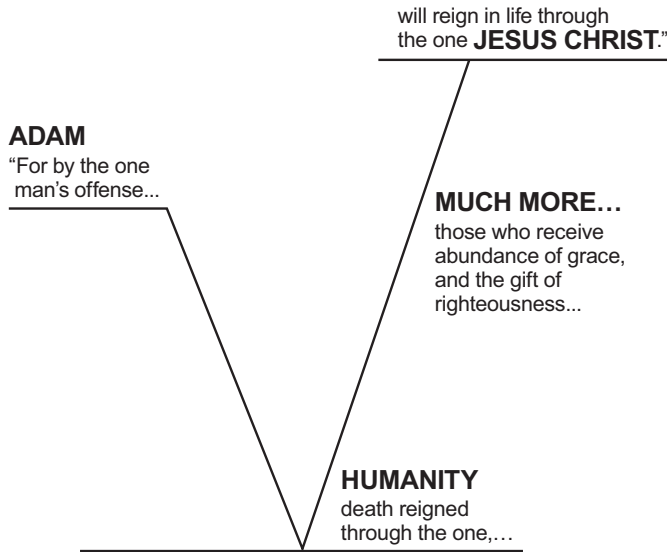 ADAM
“For by the one
man’s offense...
HUMANITY
death reigned
through the one,…
MUCH MORE…
those who receive
abundance of grace,
and the gift of
righteousness...
will reign in life through
the one JESUS CHRIST.”